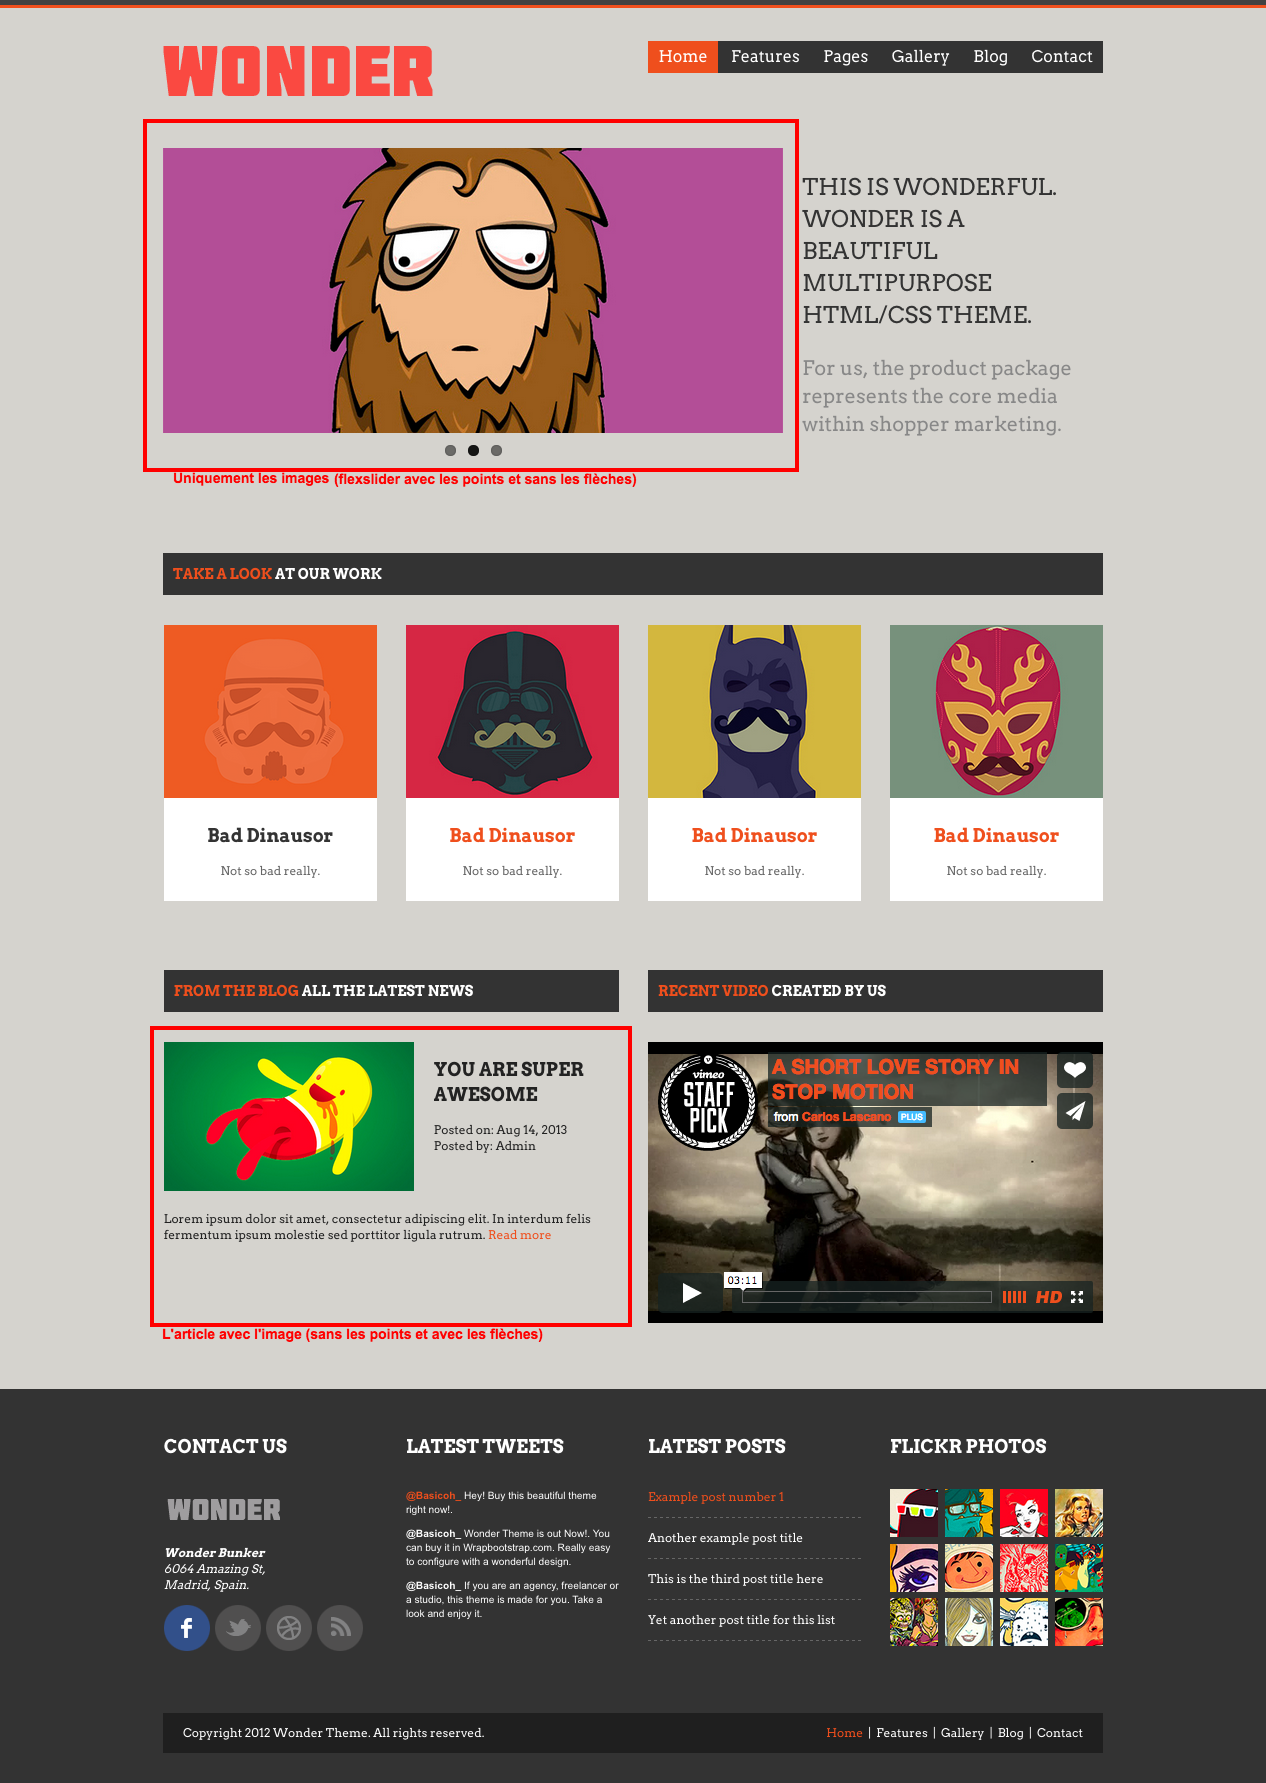 WONDER
Home Features Pages Gallery Blog Contact
THIS IS WONDERFUL.
WONDER IS A
BEAUTIFUL
MULTIPURPOSE
HTML/CSS THEME.
For us, the product package
represents the core media
within shopper marketing.
Uniquement les images (flexslider avec les points et sans les flèches)
TAKE A LOOK AT OUR WORK
Bad Dinausor
Not so bad really.
Bad Dinausor
Not so bad really.
Bad Dinausor
Not so bad really.
Bad Dinausor
Not so bad really.
FROM THE BLOG ALL THE LATEST NEWS
YOU ARE SUPER
AWESOME
Posted on: Aug 14, 2013
Posted by: Admin
Lorem ipsum dolor sit amet, consectetur adipiscing elit. In interdum felis
fermentum ipsum molestie sed porttitor ligula rutrum. Read more
L'article avec l'image (sans les points et avec les flèches)
RECENT VIDEO CREATED BY US
vimeo
STAFF
PICK
A SHORT LOVE STORY IN
STOP MOTION
from Carlos Lascano PLUS
03:11
HD
CONTACT US
WONDER
Wonder Bunker
6064 Amazing St,
Madrid, Spain.
LATEST TWEETS
@Basicoh_ Hey! Buy this beautiful theme
right now!.
@Basicoh_ Wonder Theme is out Now!. You
can buy it in Wrapbootstrap.com. Really easy
to configure with a wonderful design.
@Basicoh_ If you are an agency, freelancer or
a studio, this theme is made for you. Take a
look and enjoy it.
LATEST POSTS
Example post number 1
Another example post title
This is the third post title here
Yet another post title for this list
FLICKR PHOTOS
Copyright 2012 Wonder Theme. All rights reserved.
Home | Features | Gallery | Blog | Contact